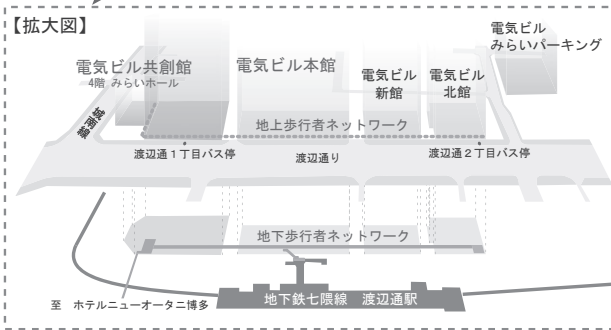 【拡大図】
電気ビル
みらいパーキング
電気ビル共創館
4階 みらいホール
電気ビル本館
電気ビル
新館
電気ビル
北館
城南線
地上歩行者ネットワーク
渡辺通1丁目バス停
渡辺通り
渡辺通2丁目バス停
地下歩行者ネットワーク
至 ホテルニューオータニ博多
地下鉄七隈線 渡辺通駅